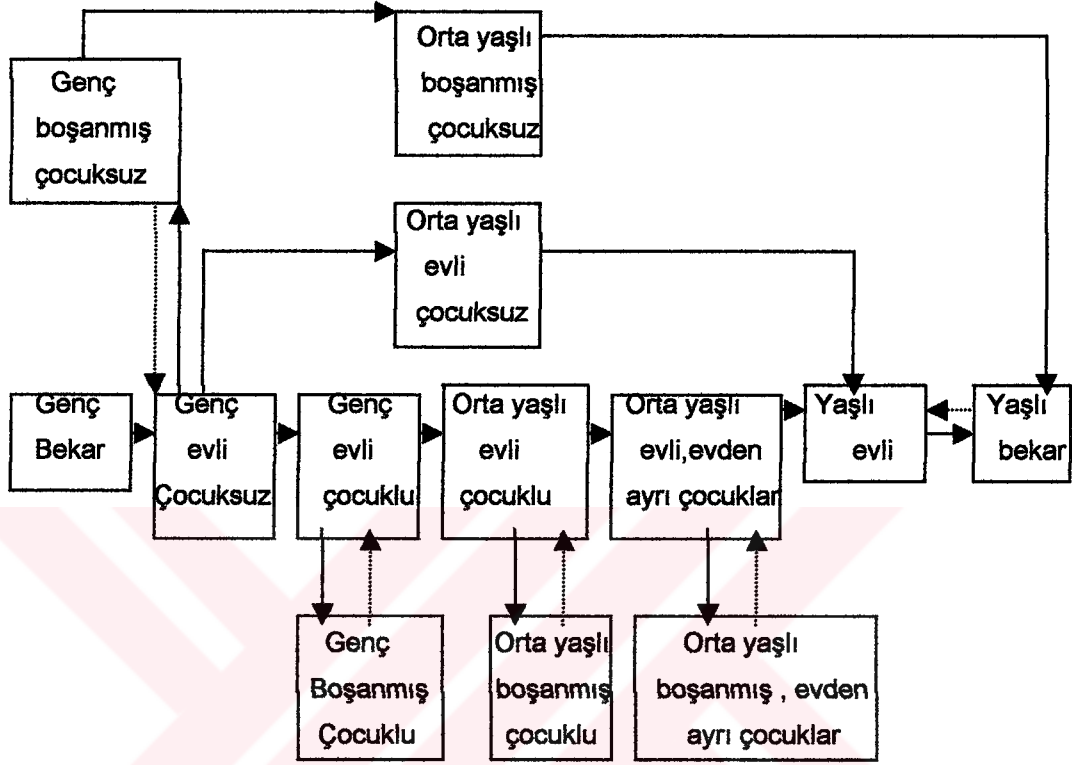 Orta yaşlı
boşanmış
çocuksuz
Genç
boşanmış
çocuksuz
Orta yaşlı
evli
çocuksuz
Genç
Bekar
Genç
evli
Çocuksuz
Genç
evli
çocuklu
Orta yaşlı
evli
çocuklu
Orta yaşlı
evli,evden
ayrı çocuklar
Yaşlı
evli
Yaşlı
bekar
Genç
Boşanmış
Çocuklu
Orta yaşlı
boşanmış
çocuklu
Orta yaşlı
boşanmış , evden
ayrı çocuklar